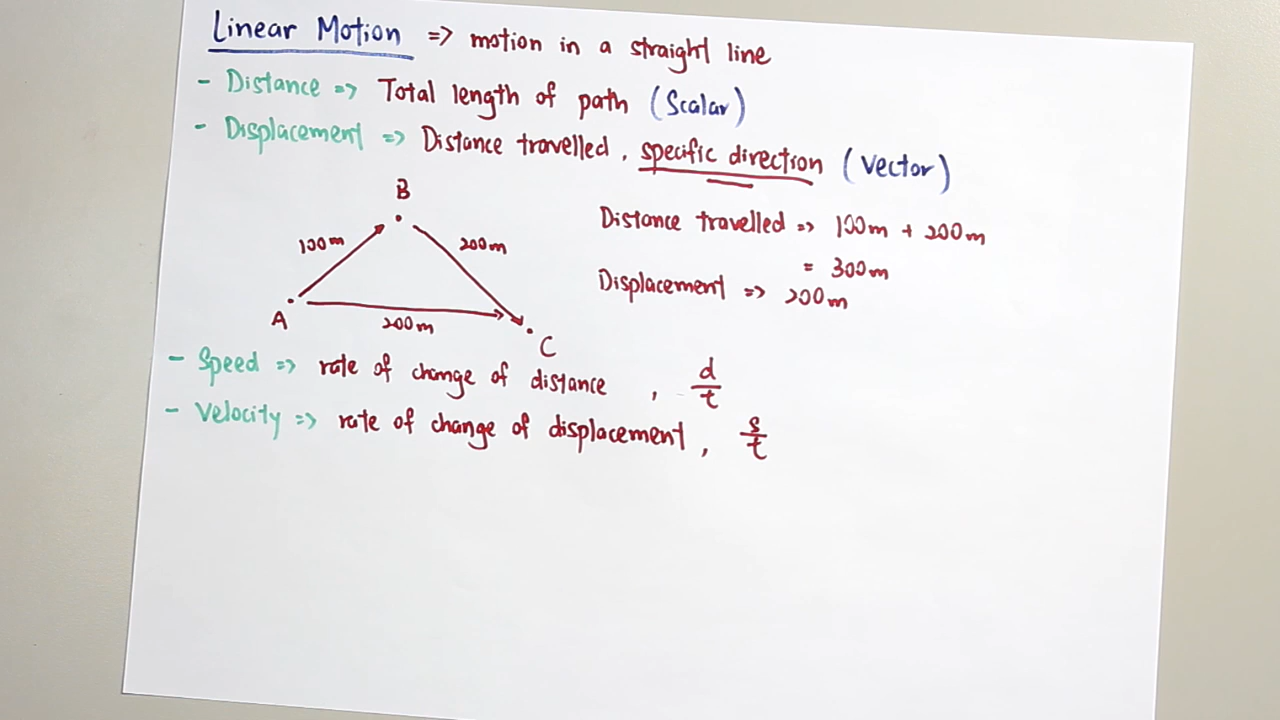 Linear Motion => motion in a straight line
- Distance => Total length of path (Scalar)
- Displacement => Distance travelled, specific direction (Vector)
B
100m 200m
A 200m C
Distance travelled => 100m + 200m
= 300m
Displacement => 200m
- Speed => rate of change of distance , d/t
- Velocity => rate of change of displacement , s/t